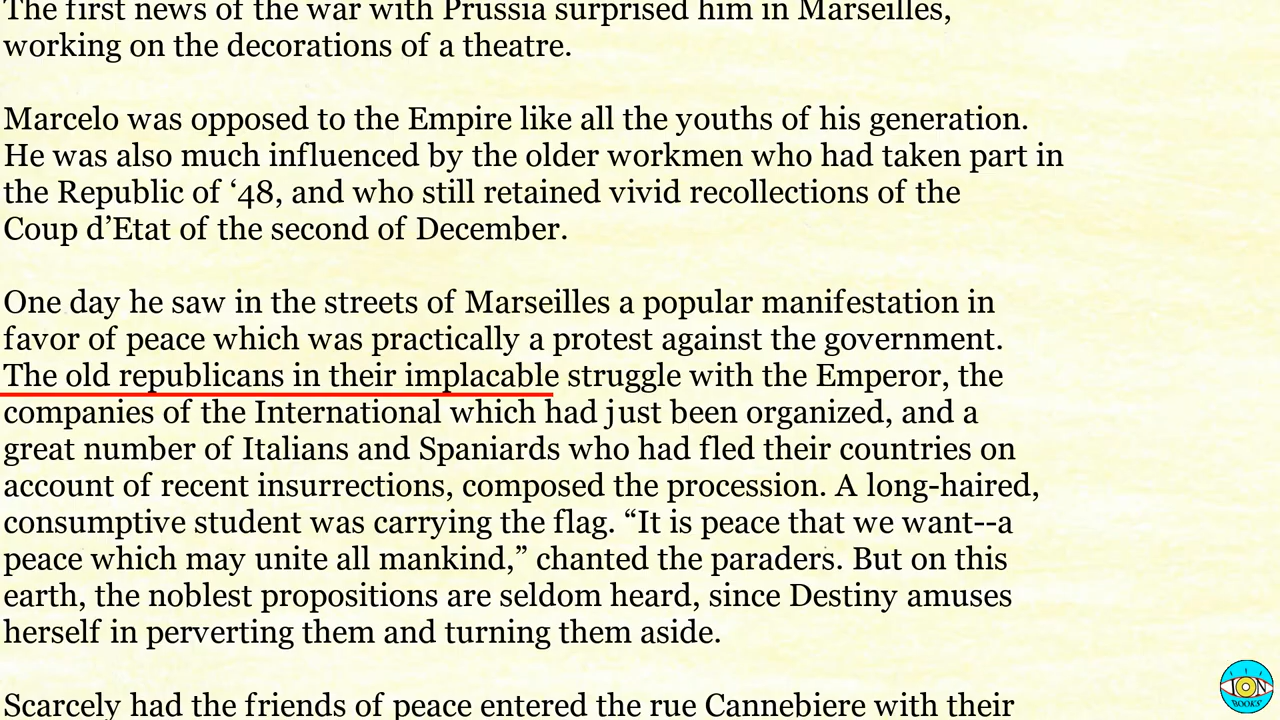 The first news of the war with Prussia surprised him in Marseilles,
working on the decorations of a theatre.
Marcelo was opposed to the Empire like all the youths of his generation.
He was also much influenced by the older workmen who had taken part in
the Republic of ‘48, and who still retained vivid recollections of the
Coup d’Etat of the second of December.
One day he saw in the streets of Marseilles a popular manifestation in
favor of peace which was practically a protest against the government.
The old republicans in their implacable struggle with the Emperor, the
companies of the International which had just been organized, and a
great number of Italians and Spaniards who had fled their countries on
account of recent insurrections, composed the procession. A long-haired,
consumptive student was carrying the flag. “It is peace that we want--a
peace which may unite all mankind,” chanted the paraders. But on this
earth, the noblest propositions are seldom heard, since Destiny amuses
herself in perverting them and turning them aside.
Scarcely had the friends of peace entered the rue Cannebiere with their
ION
BOOKS